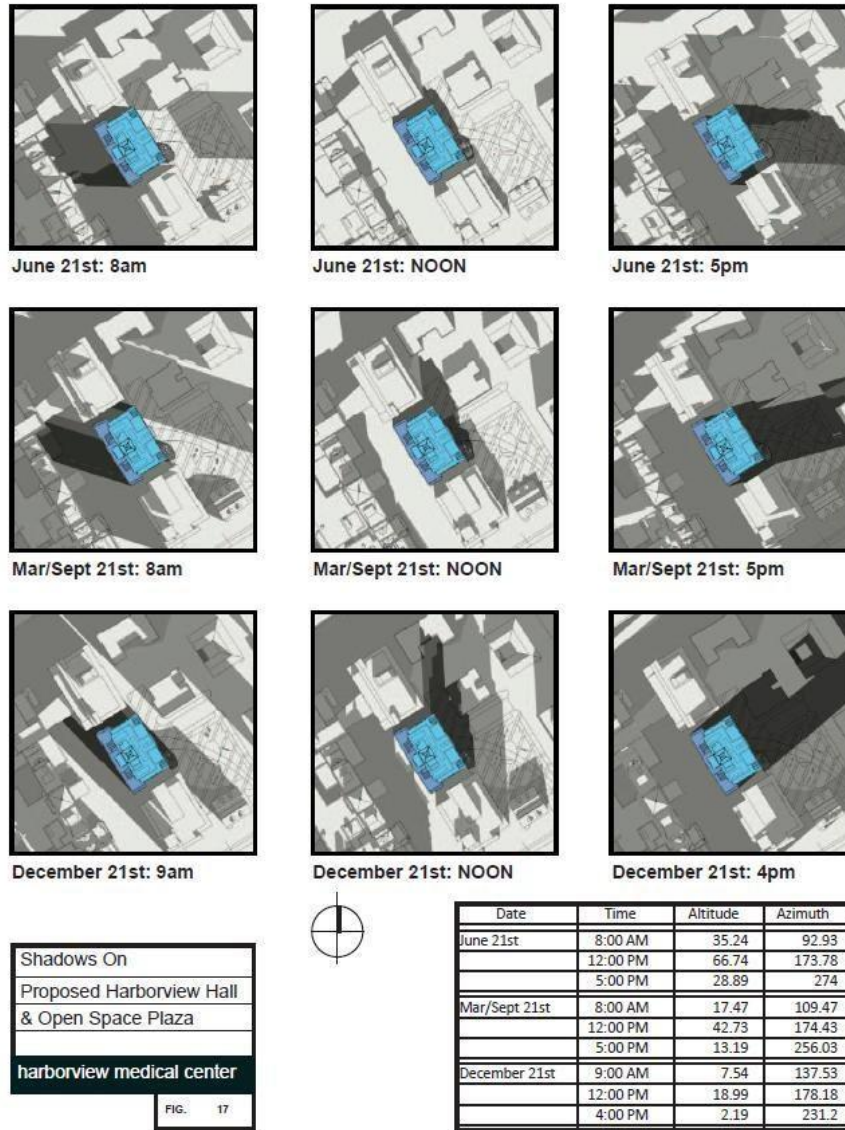 June 21st: 8am
June 21st: NOON
June 21st: 5pm
Mar/Sept 21st: 8am
Mar/Sept 21st: NOON
Mar/Sept 21st: 5pm
December 21st: 9am
December 21st: NOON
December 21st: 4pm
Shadows On
Proposed Harborview Hall
& Open Space Plaza
harborview medical center
FIG. 17
Date Time Altitude Azimuth
June 21st 8:00 AM 35.24 92.93
12:00 PM 66.74 173.78
5:00 PM 28.89 274
Mar/Sept 21st 8:00 AM 17.47 109.47
12:00 PM 42.73 174.43
5:00 PM 13.19 256.03
December 21st 9:00 AM 7.54 137.53
12:00 PM 18.99 178.18
4:00 PM 2.19 231.2